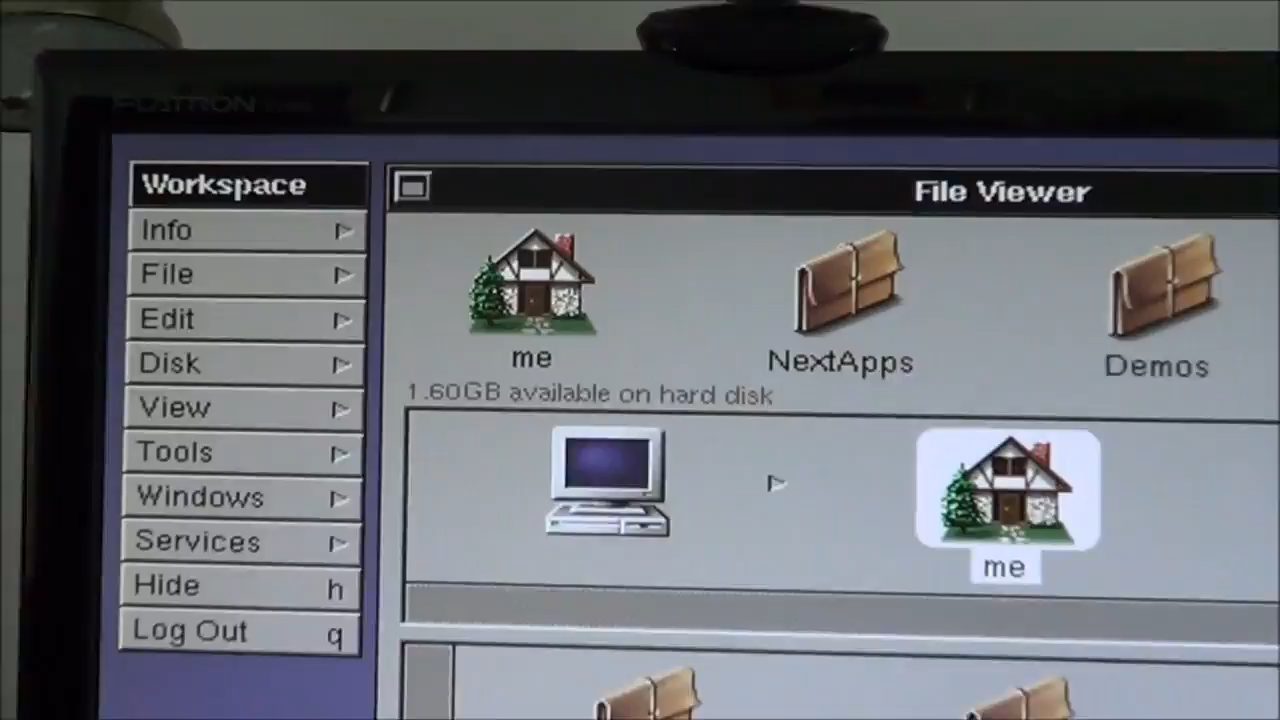 FLATRON
Workspace
Info
File
Edit
Disk
View
Tools
Windows
Services
Hide h
Log Out q
File Viewer
me
NextApps
Demos
1.60GB available on hard disk
me